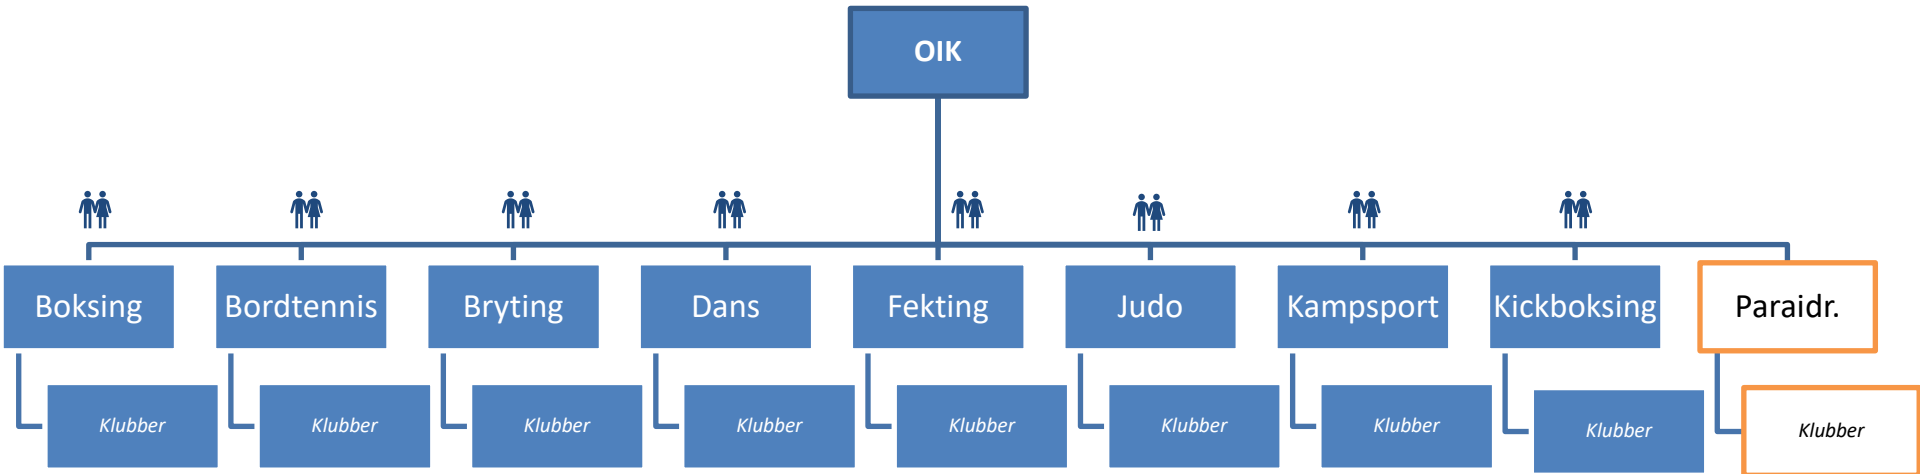 OIK
Boksing
Bordtennis
Bryting
Dans
Fekting
Judo
Kampsport
Kickboksing
Paraidr.
Klubber
Klubber
Klubber
Klubber
Klubber
Klubber
Klubber
Klubber
Klubber